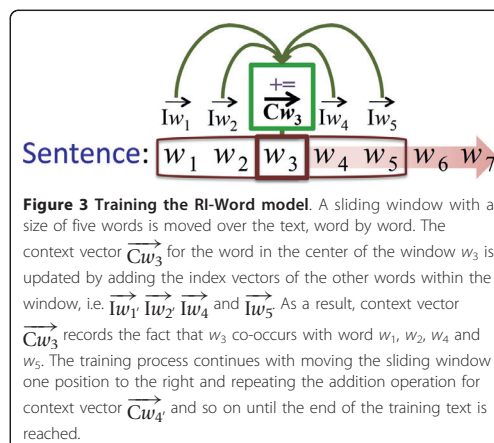 +=
Iw₁ Iw₂ Cw₃ Iw₄ Iw₅
Sentence: w₁ w₂ w₃ w₄ w₅ w₆ w₇
Figure 3 Training the RI-Word model. A sliding window with a
size of five words is moved over the text, word by word. The
context vector Cw₃ for the word in the center of the window w₃ is
updated by adding the index vectors of the other words within the
window, i.e. Iw₁, Iw₂, Iw₄ and Iw₅. As a result, context vector
Cw₃ records the fact that w₃ co-occurs with word w₁, w₂, w₄ and
w₅. The training process continues with moving the sliding window
one position to the right and repeating the addition operation for
context vector Cw₄, and so on until the end of the training text is
reached.